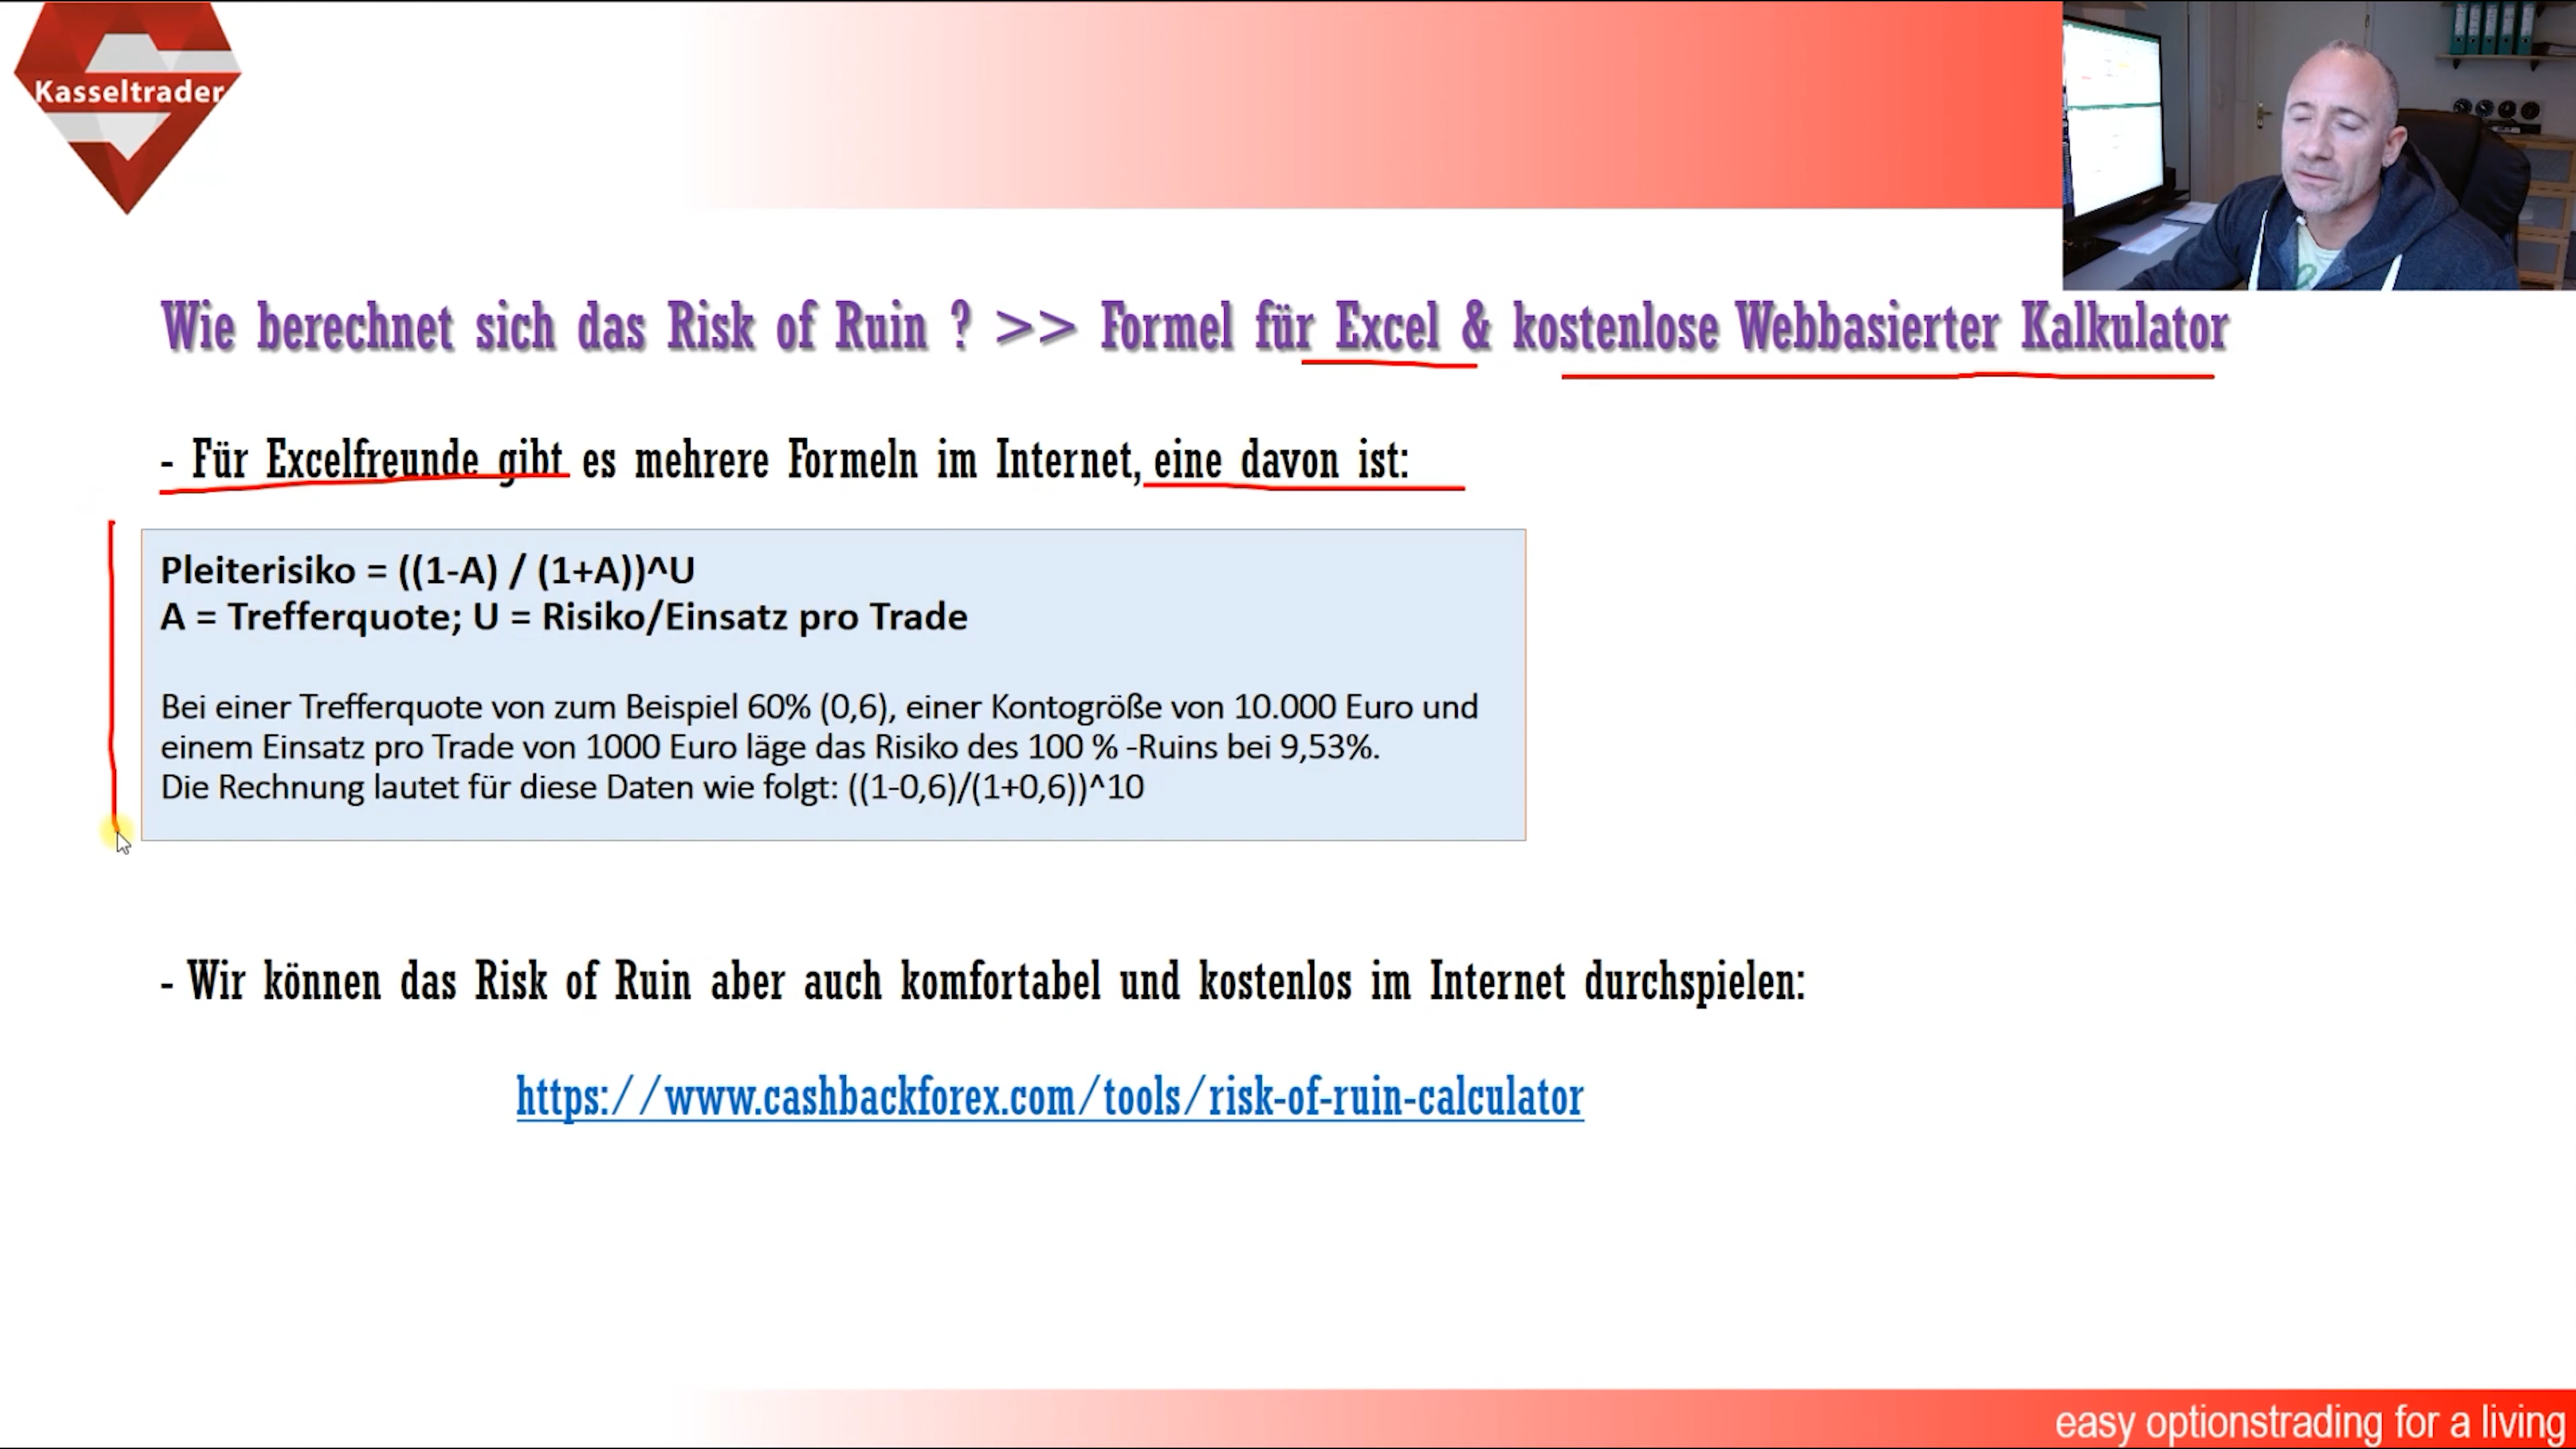 Kasseltrader
Wie berechnet sich das Risk of Ruin ? >> Formel für Excel & kostenlose Webbasierter Kalkulator
- Für Excelfreunde gibt es mehrere Formeln im Internet, eine davon ist:
Pleiterisiko = ((1-A) / (1+A))^U
A = Trefferquote; U = Risiko/Einsatz pro Trade
Bei einer Trefferquote von zum Beispiel 60% (0,6), einer Kontogröße von 10.000 Euro und
einem Einsatz pro Trade von 1000 Euro läge das Risiko des 100 % -Ruins bei 9,53%.
Die Rechnung lautet für diese Daten wie folgt: ((1-0,6)/(1+0,6))^10
- Wir können das Risk of Ruin aber auch komfortabel und kostenlos im Internet durchspielen:
https://www.cashbackforex.com/tools/risk-of-ruin-calculator
easy optionstrading for a living